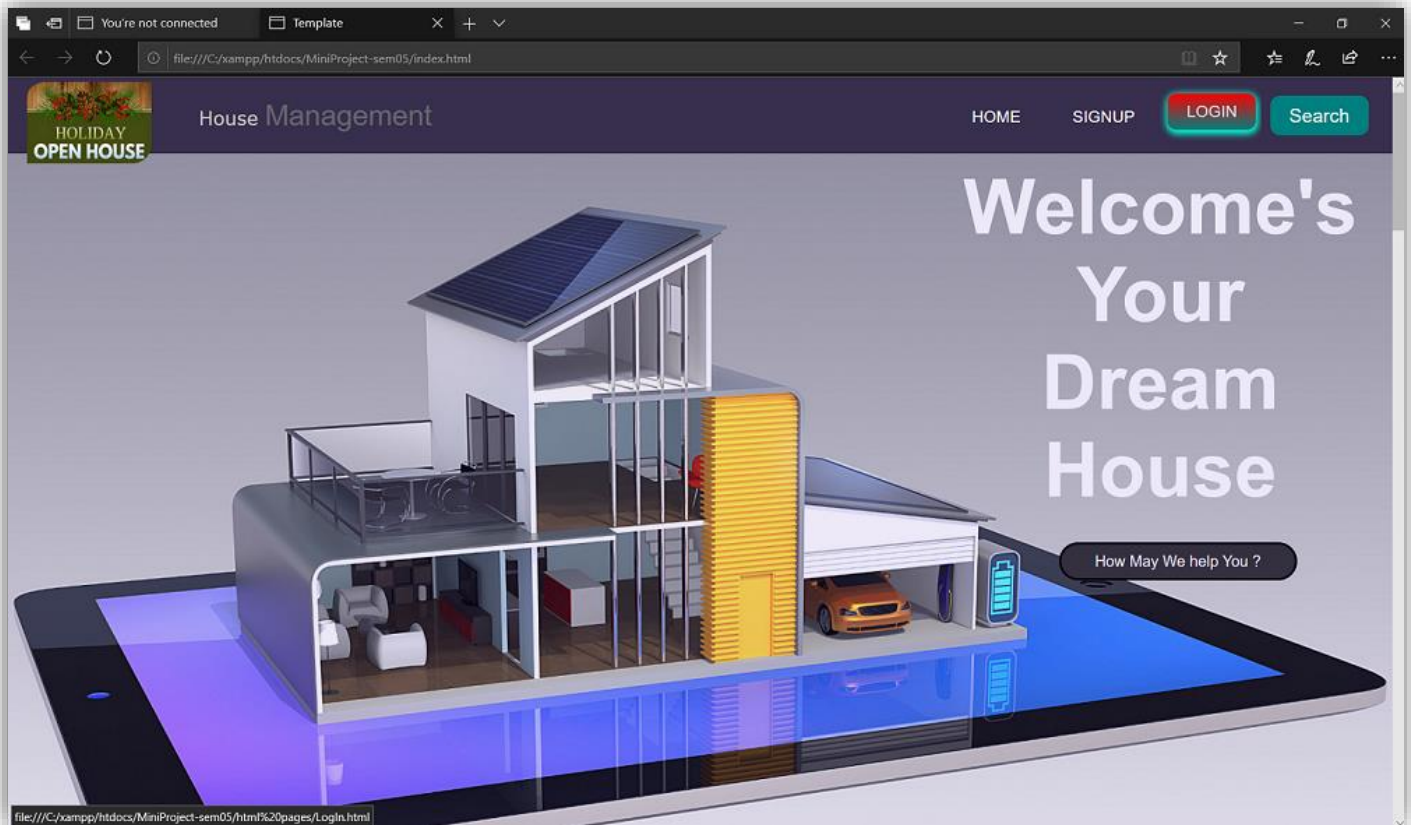 You're not connected
Template
file:///C:/xampp/htdocs/MiniProject-sem05/index.html
HOLIDAY
OPEN HOUSE
House Management
HOME
SIGNUP
LOGIN
Search
Welcome's
Your
Dream
House
How May We help You ?
file:///C:/xampp/htdocs/MiniProject-sem05/html%20pages/LogIn.html